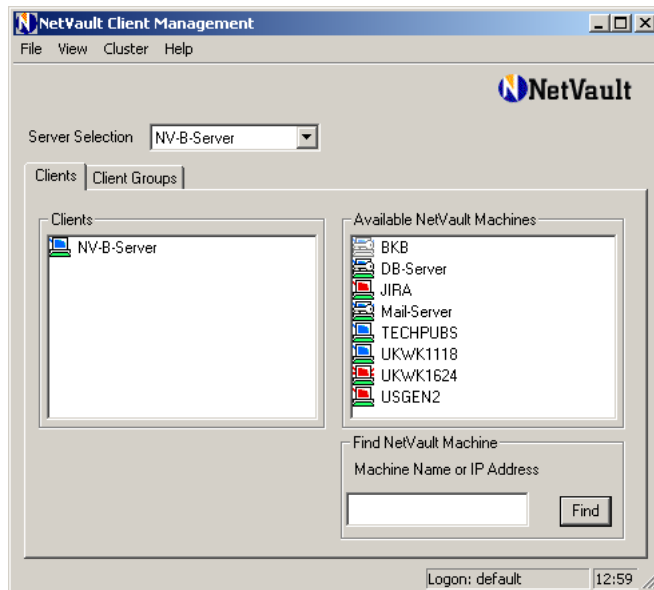 NetVault Client Management
File View Cluster Help
NetVault
Server Selection NV-B-Server
Clients Client Groups
Clients
NV-B-Server
Available NetVault Machines
BKB
DB-Server
JIRA
Mail-Server
TECHPUBS
UKWK1118
UKWK1624
USGEN2
Find NetVault Machine
Machine Name or IP Address
Find
Logon: default 12:59